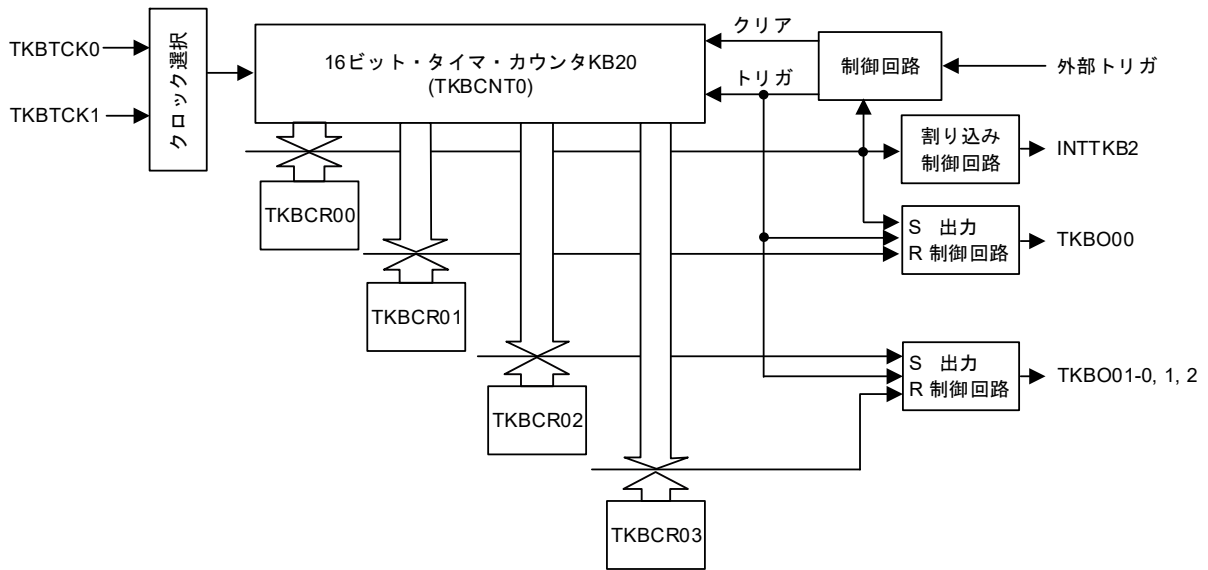 TKBTCK0
TKBTCK1
クロック選択
16ビット・タイマ・カウンタKB20
(TKBCNT0)
クリア
トリガ
制御回路
外部トリガ
割り込み
制御回路
INTTKB2
TKBCR00
S 出力
R 制御回路
TKBO00
TKBCR01
S 出力
R 制御回路
TKBO01-0, 1, 2
TKBCR02
TKBCR03